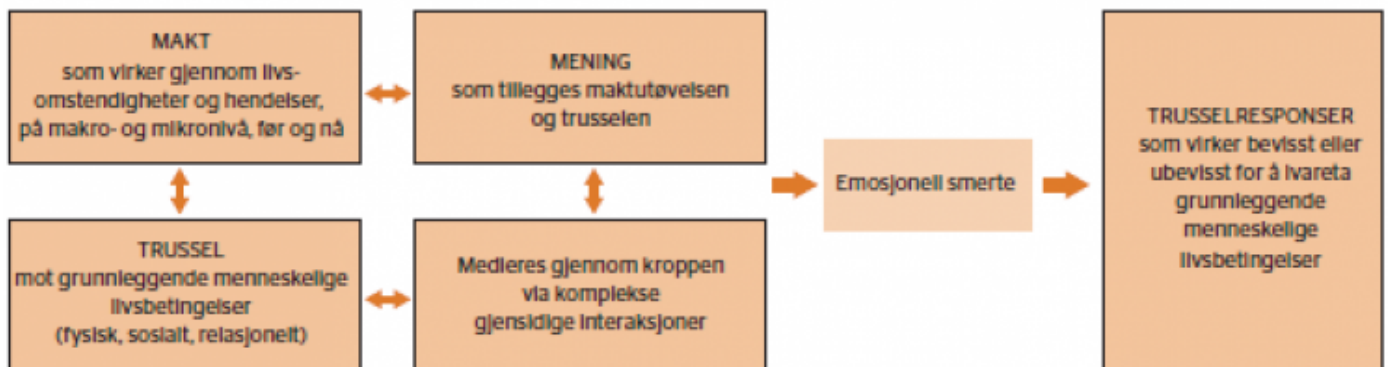 MAKT
som virker gjennom livs-
omstendigheter og hendelser,
på makro- og mikronivå, før og nå
MENING
som tillegges maktutøvelsen
og trusselen
TRUSSEL
mot grunnleggende menneskelige
livsbetingelser
(fysisk, sosialt, relasjonelt)
Medieres gjennom kroppen
via komplekse
gjensidige interaksjoner
Emosjonell smerte
TRUSSELRESPONSER
som virker bevisst eller
ubevisst for å ivareta
grunnleggende
menneskelige
livsbetingelser